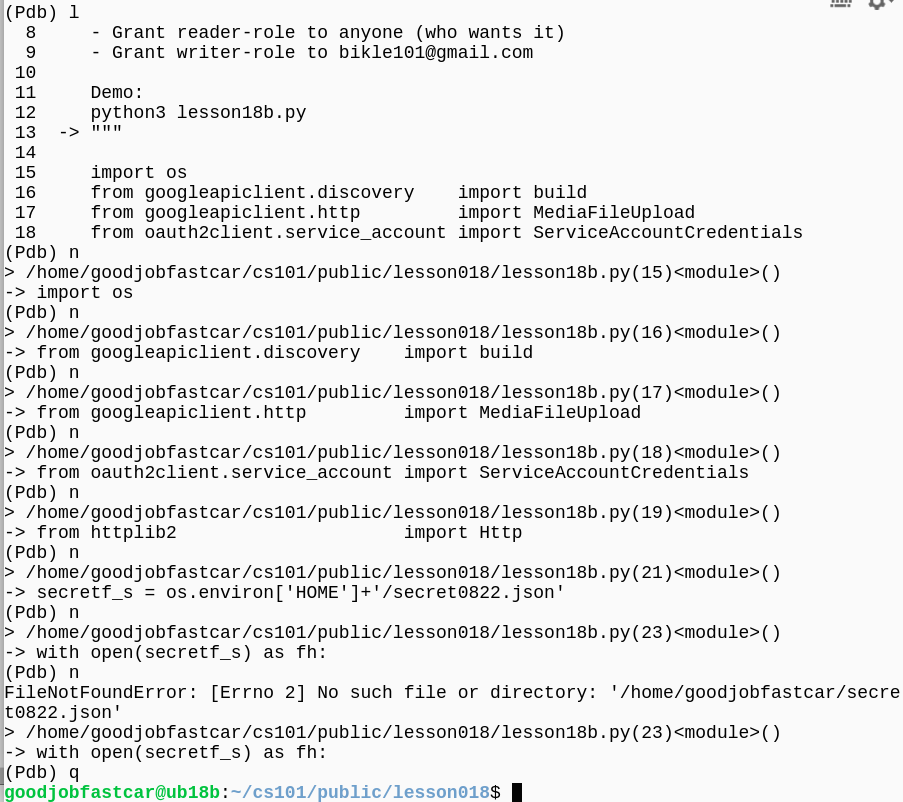 (Pdb) l
  8     - Grant reader-role to anyone (who wants it)
  9     - Grant writer-role to bikle101@gmail.com
 10
 11     Demo:
 12     python3 lesson18b.py
 13  -> """
 14
 15     import os
 16     from googleapiclient.discovery    import build
 17     from googleapiclient.http         import MediaFileUpload
 18     from oauth2client.service_account import ServiceAccountCredentials
(Pdb) n
> /home/goodjobfastcar/cs101/public/lesson018/lesson18b.py(15)<module>()
-> import os
(Pdb) n
> /home/goodjobfastcar/cs101/public/lesson018/lesson18b.py(16)<module>()
-> from googleapiclient.discovery    import build
(Pdb) n
> /home/goodjobfastcar/cs101/public/lesson018/lesson18b.py(17)<module>()
-> from googleapiclient.http         import MediaFileUpload
(Pdb) n
> /home/goodjobfastcar/cs101/public/lesson018/lesson18b.py(18)<module>()
-> from oauth2client.service_account import ServiceAccountCredentials
(Pdb) n
> /home/goodjobfastcar/cs101/public/lesson018/lesson18b.py(19)<module>()
-> from httplib2                     import Http
(Pdb) n
> /home/goodjobfastcar/cs101/public/lesson018/lesson18b.py(21)<module>()
-> secretf_s = os.environ['HOME']+'/secret0822.json'
(Pdb) n
> /home/goodjobfastcar/cs101/public/lesson018/lesson18b.py(23)<module>()
-> with open(secretf_s) as fh:
(Pdb) n
FileNotFoundError: [Errno 2] No such file or directory: '/home/goodjobfastcar/secre
t0822.json'
> /home/goodjobfastcar/cs101/public/lesson018/lesson18b.py(23)<module>()
-> with open(secretf_s) as fh:
(Pdb) q
goodjobfastcar@ub18b:~/cs101/public/lesson018$